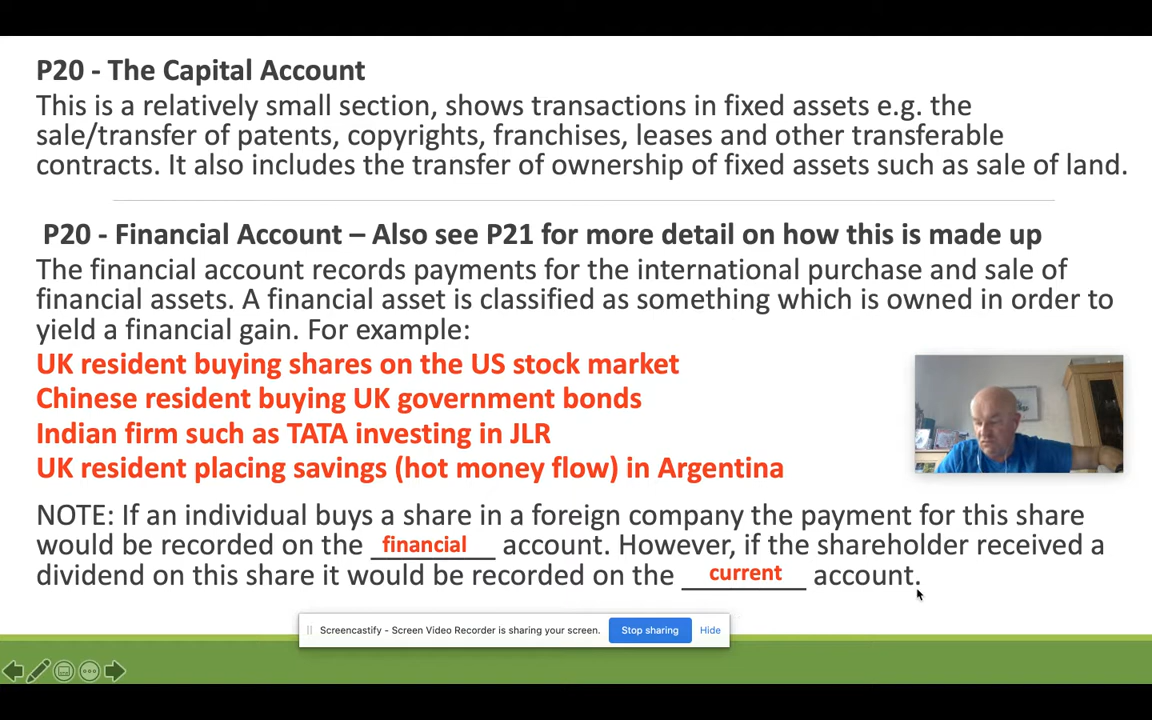 P20 - The Capital Account
This is a relatively small section, shows transactions in fixed assets e.g. the
sale/transfer of patents, copyrights, franchises, leases and other transferable
contracts. It also includes the transfer of ownership of fixed assets such as sale of land.
P20 - Financial Account – Also see P21 for more detail on how this is made up
The financial account records payments for the international purchase and sale of
financial assets. A financial asset is classified as something which is owned in order to
yield a financial gain. For example:
UK resident buying shares on the US stock market
Chinese resident buying UK government bonds
Indian firm such as TATA investing in JLR
UK resident placing savings (hot money flow) in Argentina
NOTE: If an individual buys a share in a foreign company the payment for this share
would be recorded on the financial account. However, if the shareholder received a
dividend on this share it would be recorded on the current account.
Screencastify - Screen Video Recorder is sharing your screen. Stop sharing Hide